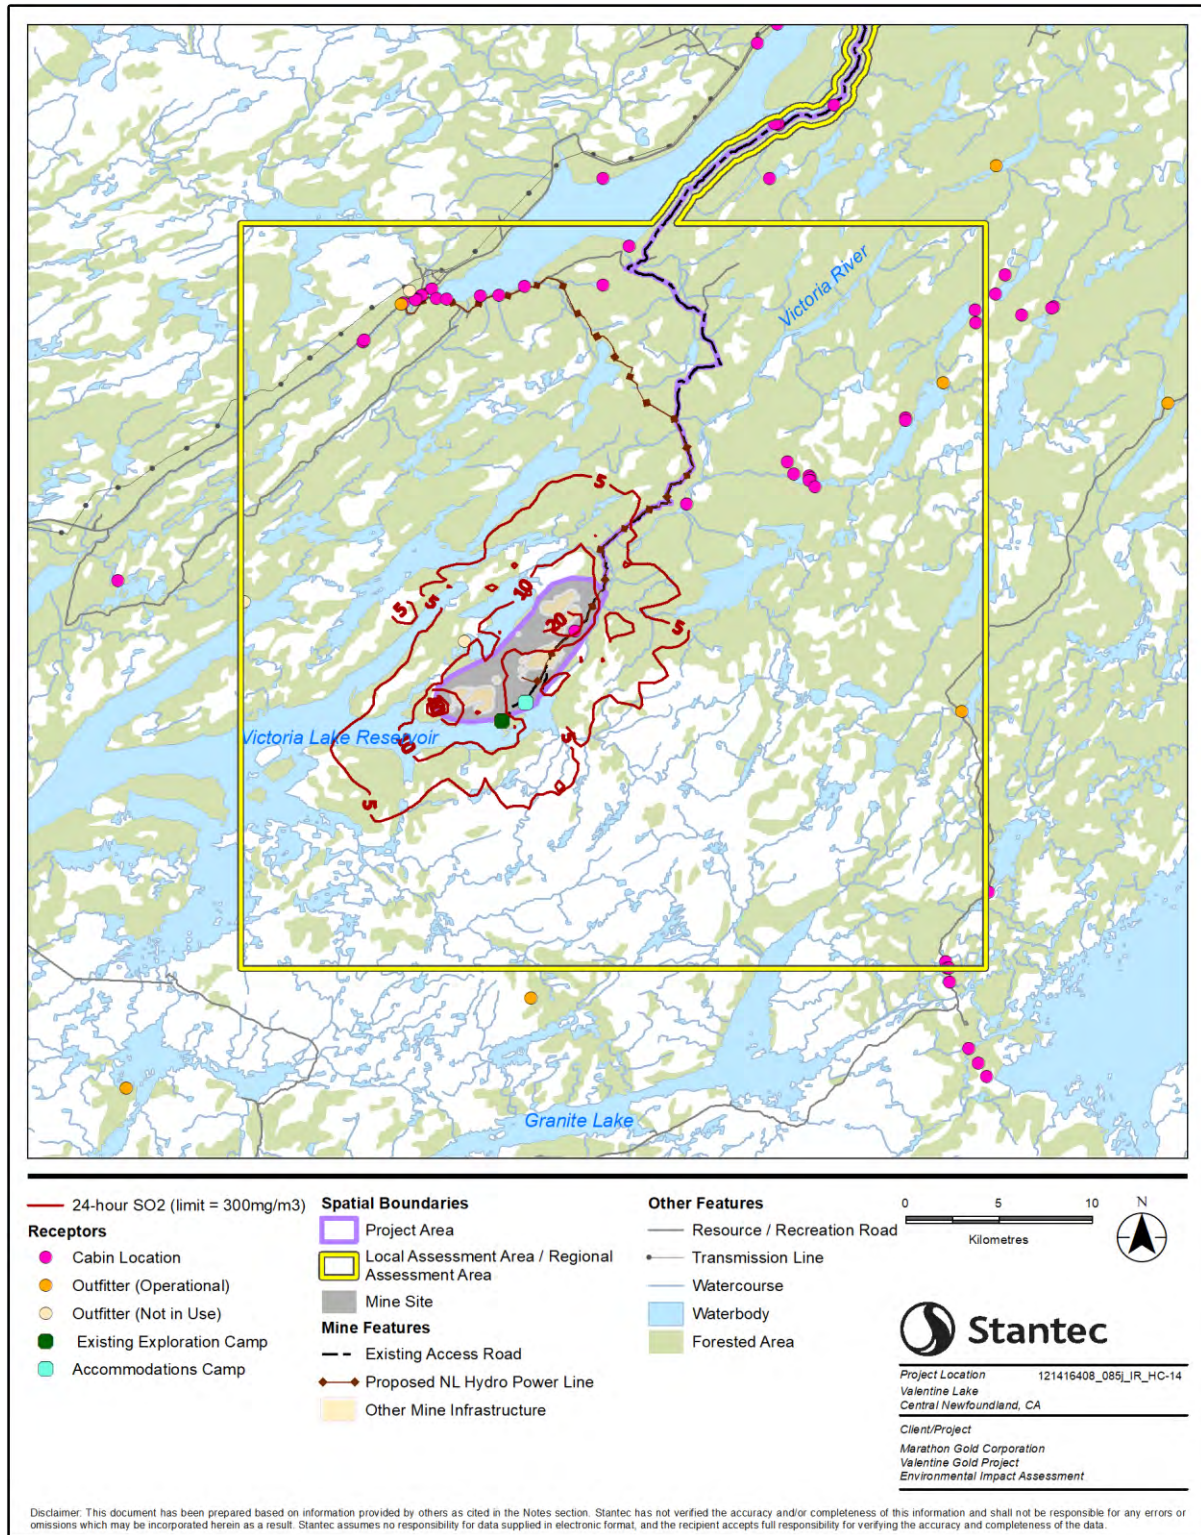 Victoria River
5
5
5
10
20
5
10
Victoria Lake Reservoir
5
5
Granite Lake
24-hour SO2 (limit = 300mg/m3)
Receptors
Cabin Location
Outfitter (Operational)
Outfitter (Not in Use)
Existing Exploration Camp
Accommodations Camp
Spatial Boundaries
Project Area
Local Assessment Area / Regional
Assessment Area
Mine Site
Mine Features
Existing Access Road
Proposed NL Hydro Power Line
Other Mine Infrastructure
Other Features
Resource / Recreation Road
Transmission Line
Watercourse
Waterbody
Forested Area
0 5 10
Kilometres
N
Stantec
Project Location 121416408_085j_IR_HC-14
Valentine Lake
Central Newfoundland, CA
Client/Project
Marathon Gold Corporation
Valentine Gold Project
Environmental Impact Assessment
Disclaimer: This document has been prepared based on information provided by others as cited in the Notes section. Stantec has not verified the accuracy and/or completeness of this information and shall not be responsible for any errors or
omissions which may be incorporated herein as a result. Stantec assumes no responsibility for data supplied in electronic format, and the recipient accepts full responsibility for verifying the accuracy and completeness of the data.